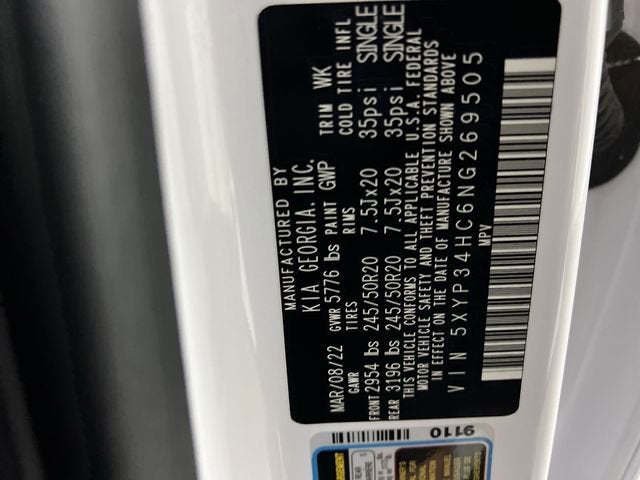 MANUFACTURED BY
KIA GEORGIA, INC.
MAR/08/22 GVWR 5776 lbs PAINT GWP TRIM WK
GAWR TIRES RIMS COLD TIRE INFL
FRONT 2954 lbs 245/50R20 7.5Jx20 35psi SINGLE
REAR 3196 lbs 245/50R20 7.5Jx20 35psi SINGLE
THIS VEHICLE CONFORMS TO ALL APPLICABLE U.S.A. FEDERAL
MOTOR VEHICLE SAFETY AND THEFT PREVENTION STANDARDS
IN EFFECT ON THE DATE OF MANUFACTURE SHOWN ABOVE
VIN 5XYP34HC6NG269505
MPV
9110
REAR